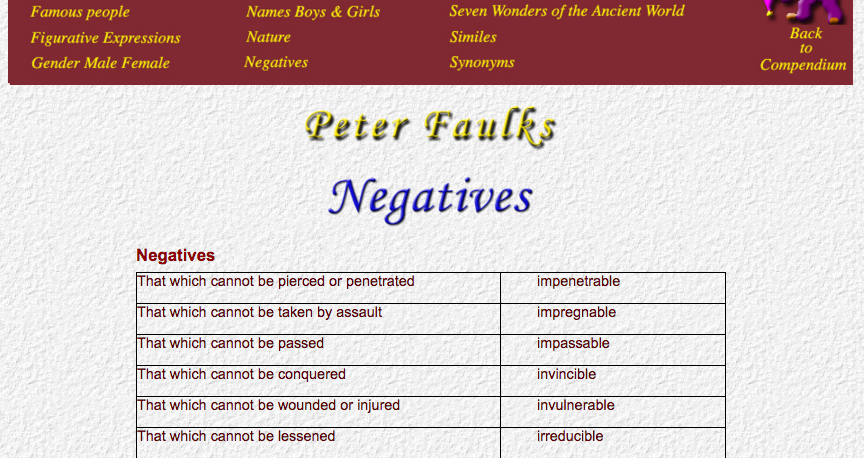 Famous people Names Boys & Girls Seven Wonders of the Ancient World
Figurative Expressions Nature Similes
Gender Male Female Negatives Synonyms
Back
to
Compendium
Peter Faulks
Negatives
Negatives
That which cannot be pierced or penetrated impenetrable
That which cannot be taken by assault impregnable
That which cannot be passed impassable
That which cannot be conquered invincible
That which cannot be wounded or injured invulnerable
That which cannot be lessened irreducible